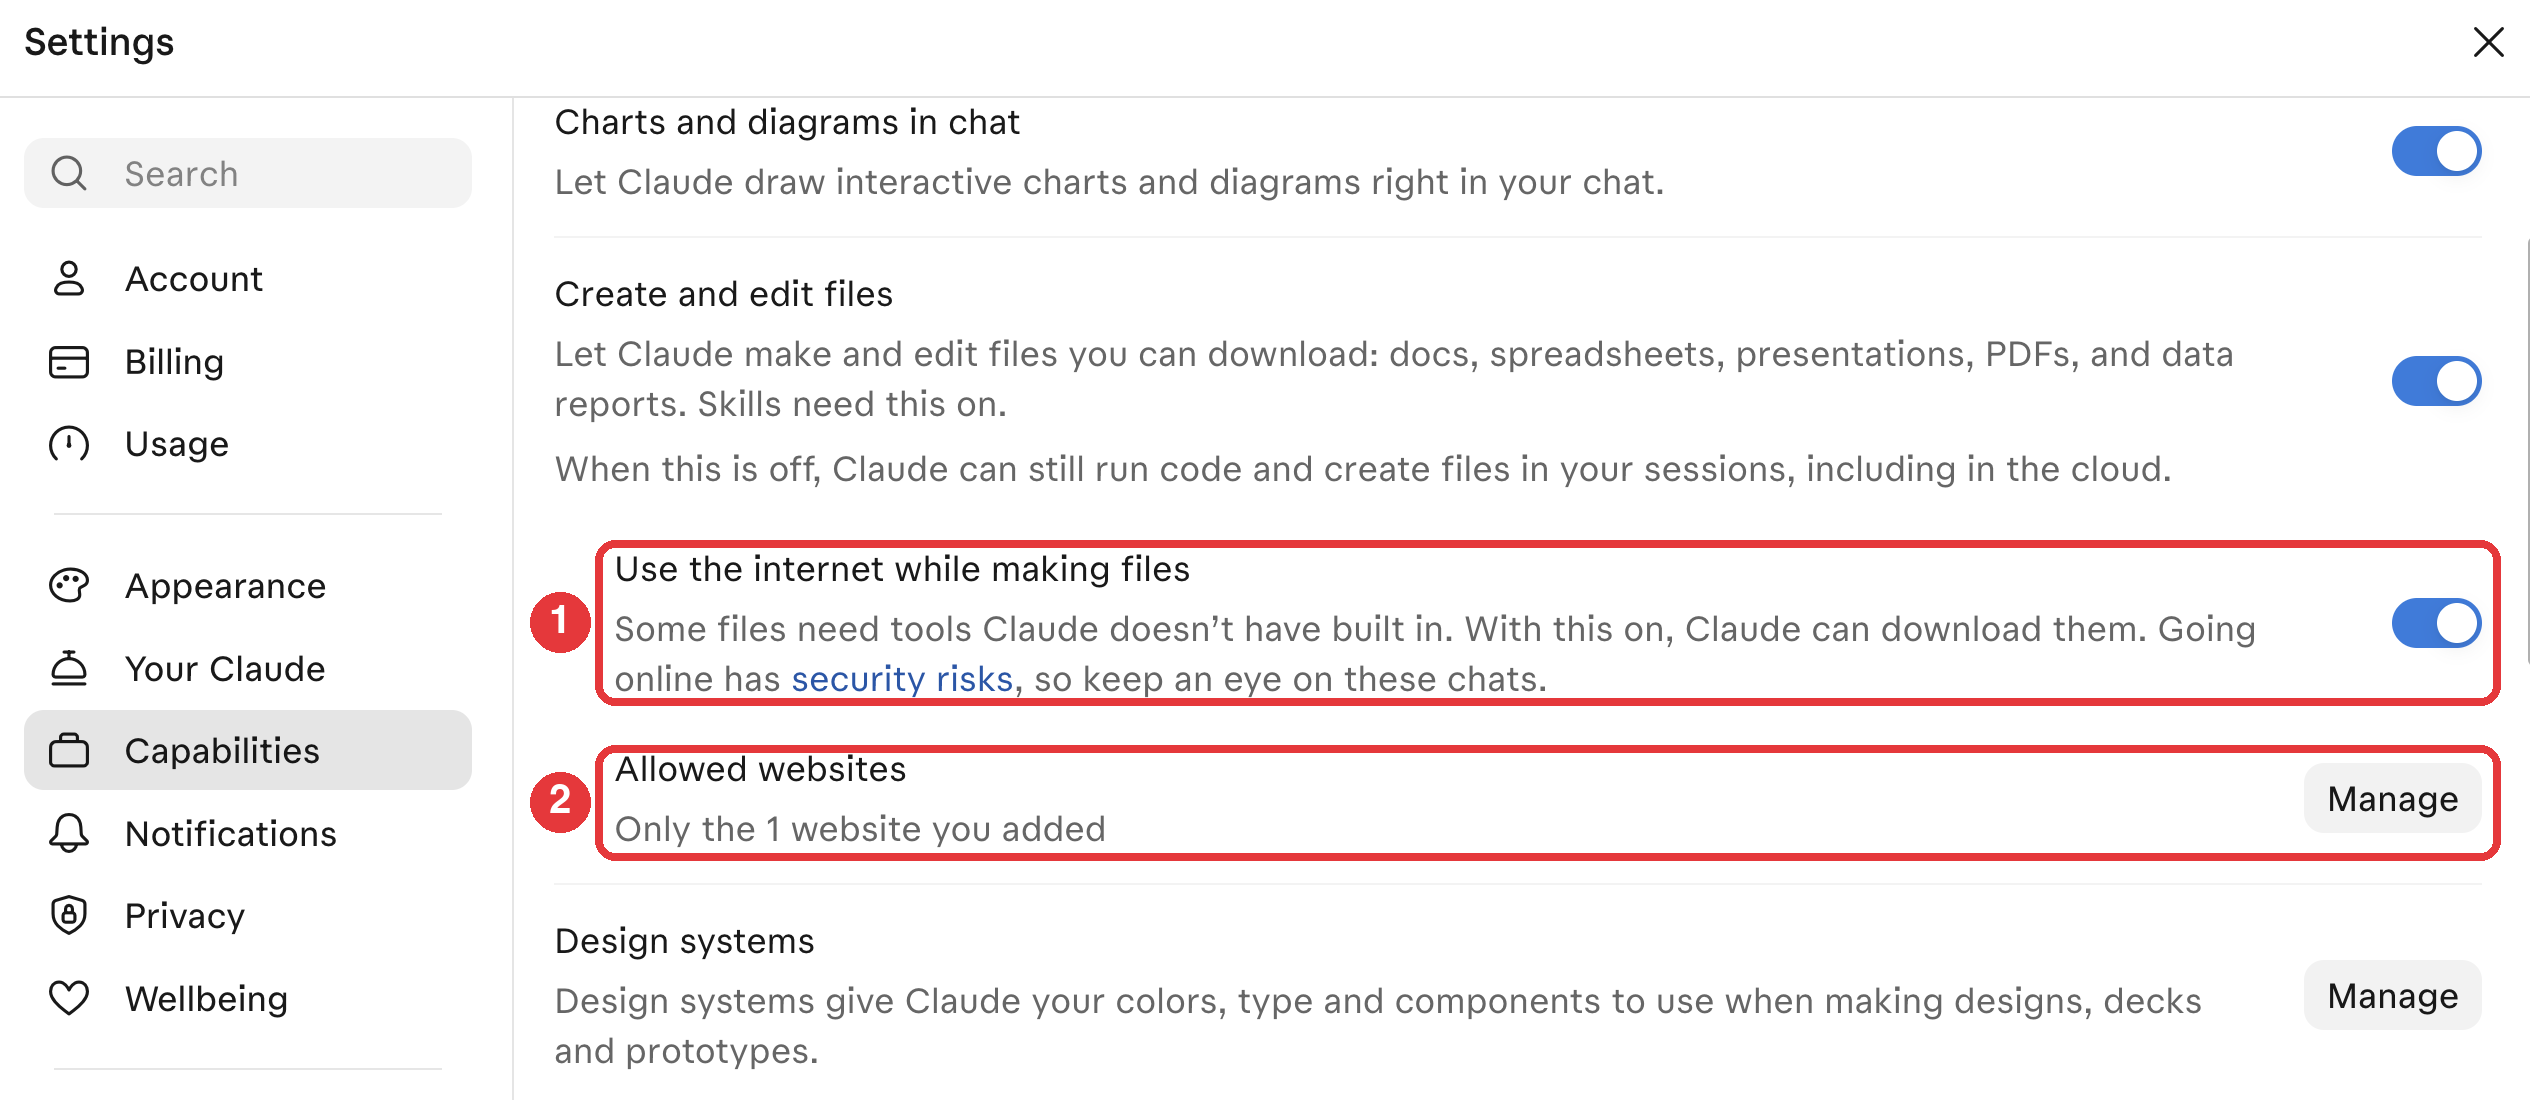 Settings
Search
Account
Billing
Usage
Appearance
Your Claude
Capabilities
Notifications
Privacy
Wellbeing
Charts and diagrams in chat
Let Claude draw interactive charts and diagrams right in your chat.
Create and edit files
Let Claude make and edit files you can download: docs, spreadsheets, presentations, PDFs, and data
reports. Skills need this on.
When this is off, Claude can still run code and create files in your sessions, including in the cloud.
1
Use the internet while making files
Some files need tools Claude doesn’t have built in. With this on, Claude can download them. Going
online has security risks, so keep an eye on these chats.
2
Allowed websites
Only the 1 website you added
Manage
Design systems
Design systems give Claude your colors, type and components to use when making designs, decks
and prototypes.
Manage